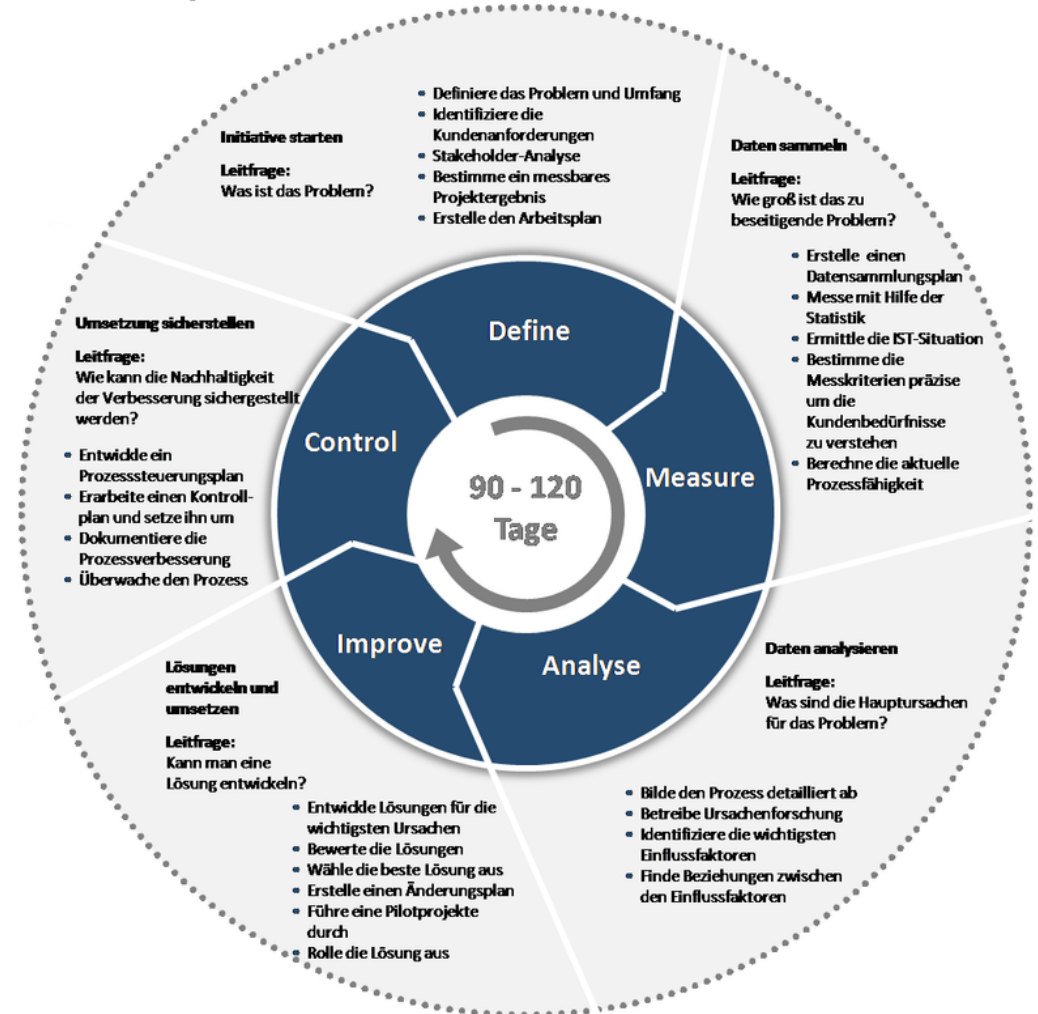 Initiative starten
Leitfrage:
Was ist das Problem?
• Definiere das Problem und Umfang
• Identifiziere die
Kundenanforderungen
• Stakeholder-Analyse
• Bestimme ein messbares
Projektergebnis
• Erstelle den Arbeitsplan
Daten sammeln
Leitfrage:
Wie groß ist das zu
beseitigende Problem?
• Erstelle einen
Datensammlungsplan
• Messe mit Hilfe der
Statistik
• Ermittle die IST-Situation
• Bestimme die
Messkriterien präzise
um die
Kundenbedürfnisse
zu verstehen
• Berechne die aktuelle
Prozessfähigkeit
Daten analysieren
Leitfrage:
Was sind die Hauptursachen
für das Problem?
• Bilde den Prozess detailliert ab
• Betreibe Ursachenforschung
• Identifiziere die wichtigsten
Einflussfaktoren
• Finde Beziehungen zwischen
den Einflussfaktoren
Lösungen
entwickeln und
umsetzen
Leitfrage:
Kann man eine
Lösung entwickeln?
• Entwickle Lösungen für die
wichtigsten Ursachen
• Bewerte die Lösungen
• Wähle die beste Lösung aus
• Erstelle einen Änderungsplan
• Führe eine Pilotprojekte
durch
• Rolle die Lösung aus
Umsetzung sicherstellen
Leitfrage:
Wie kann die Nachhaltigkeit
der Verbesserung sichergestellt
werden?
• Entwickle ein
Prozesssteuerungsplan
• Erarbeite einen Kontroll-
plan und setze ihn um
• Dokumentiere die
Prozessverbesserung
• Überwache den Prozess
Define
Measure
Analyse
Improve
Control
90 - 120
Tage